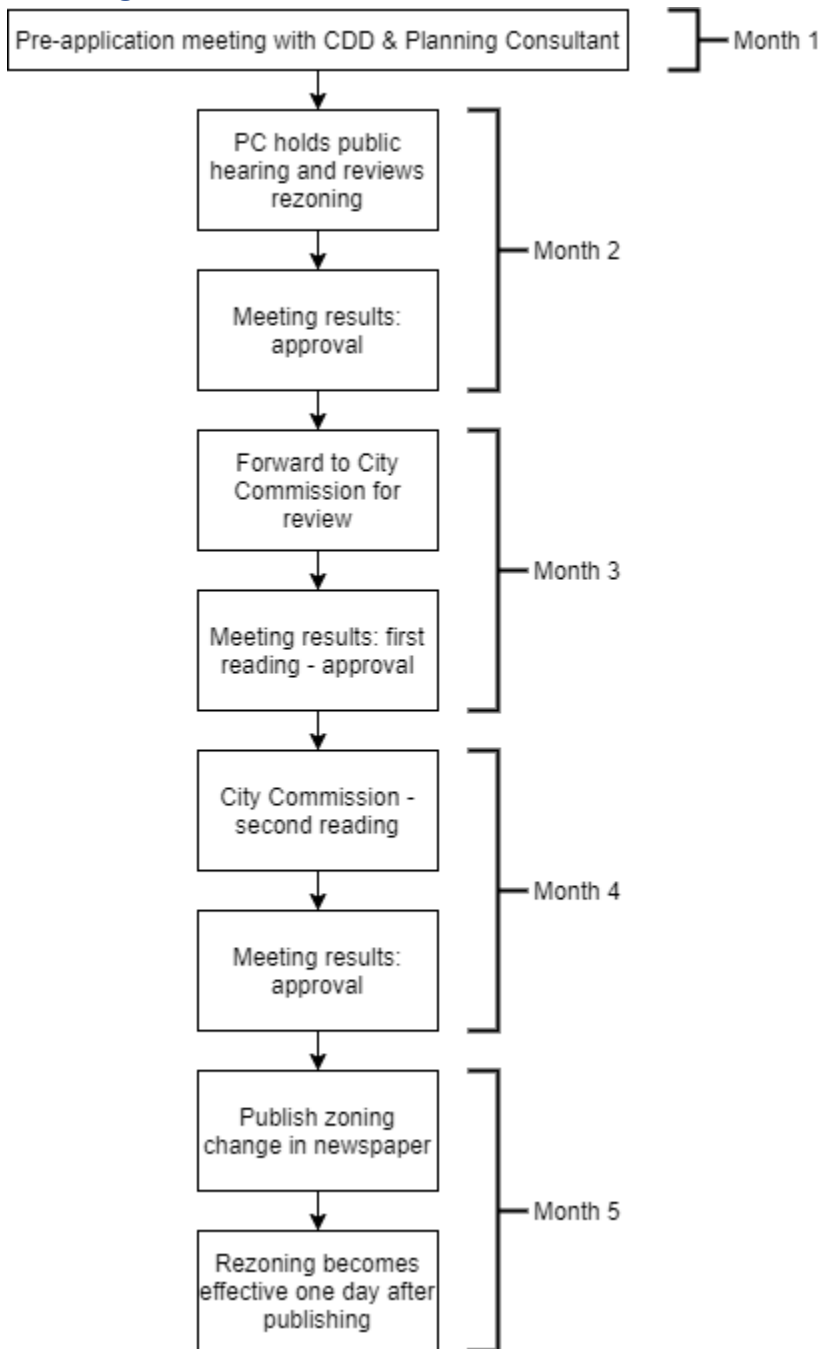 Pre-application meeting with CDD & Planning Consultant
Month 1
PC holds public
hearing and reviews
rezoning
Month 2
Meeting results:
approval
Forward to City
Commission for
review
Month 3
Meeting results: first
reading - approval
City Commission -
second reading
Month 4
Meeting results:
approval
Publish zoning
change in newspaper
Month 5
Rezoning becomes
effective one day after
publishing